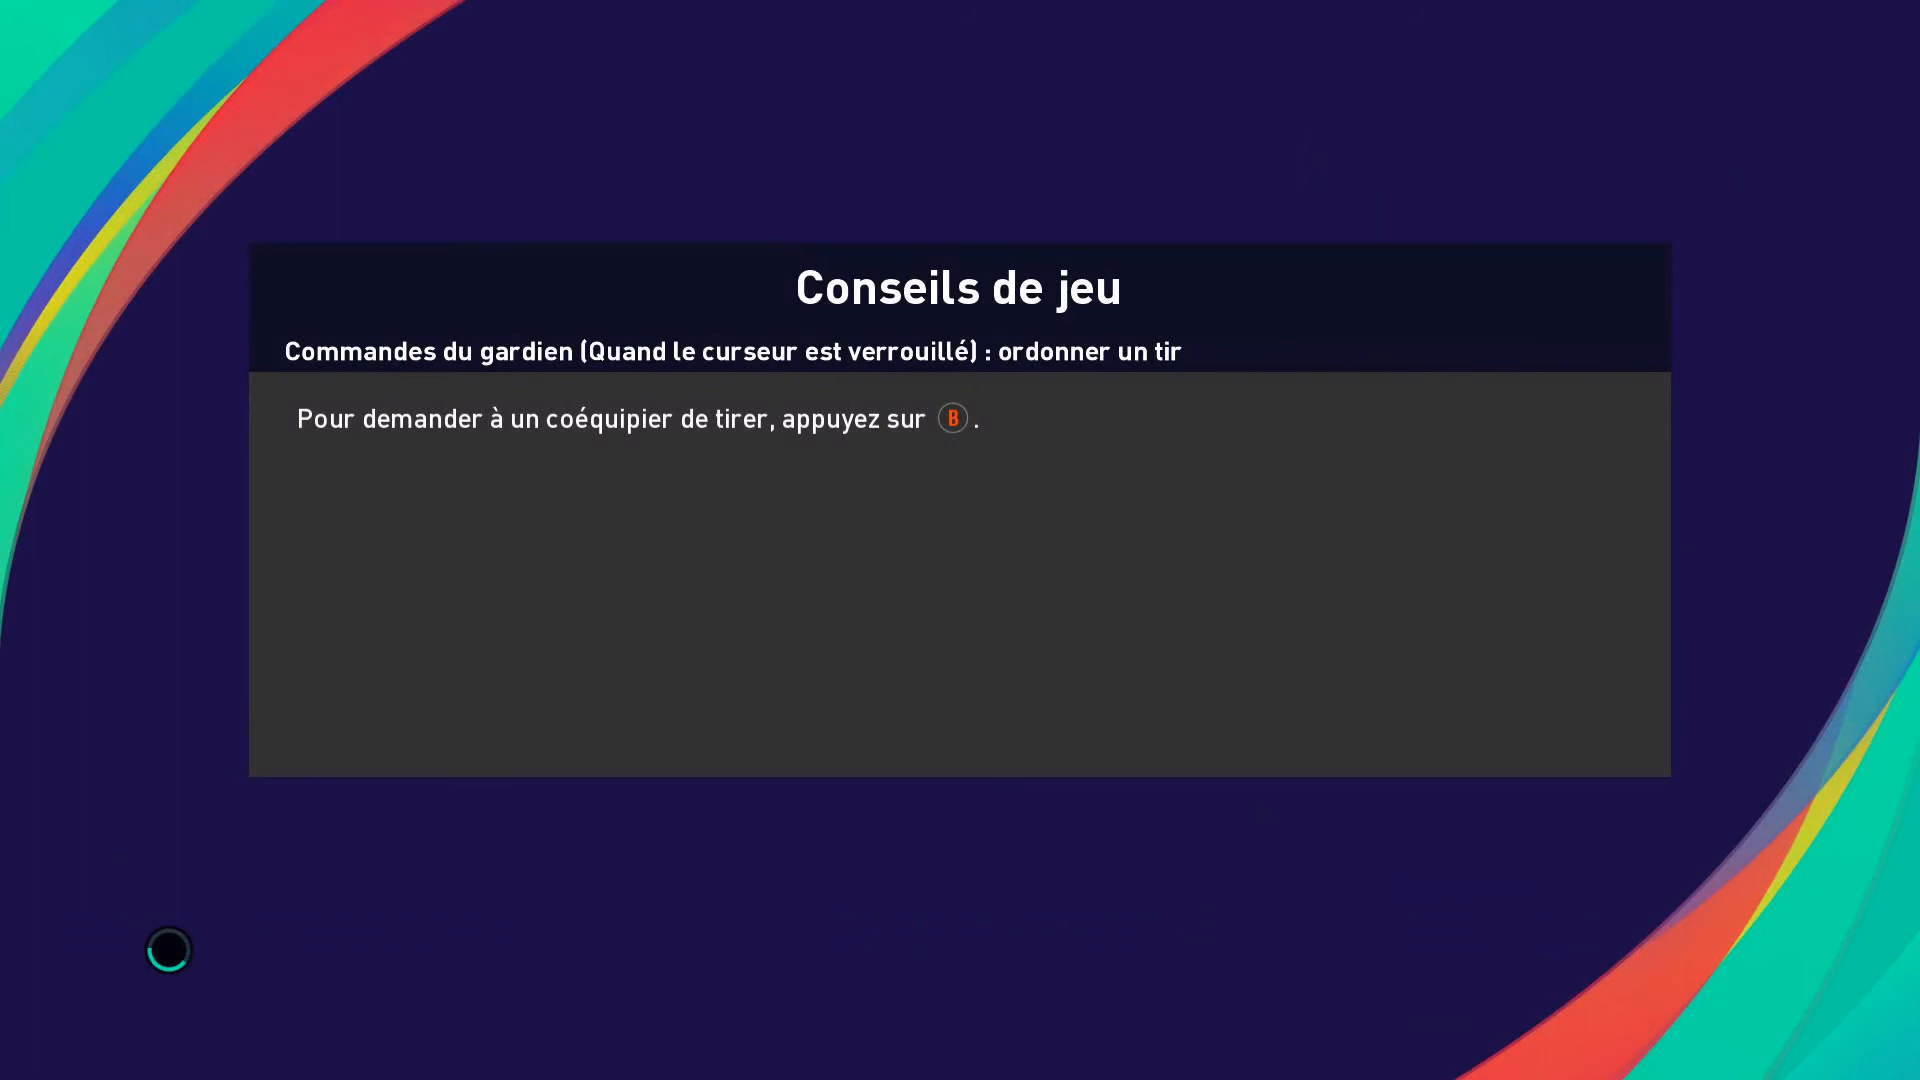 Conseils de jeu
Commandes du gardien (Quand le curseur est verrouillé) : ordonner un tir
Pour demander à un coéquipier de tirer, appuyez sur B.